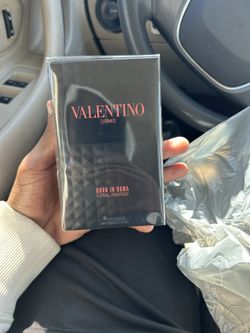 VALENTINO
UOMO
BORN IN ROMA
CORAL FANTASY